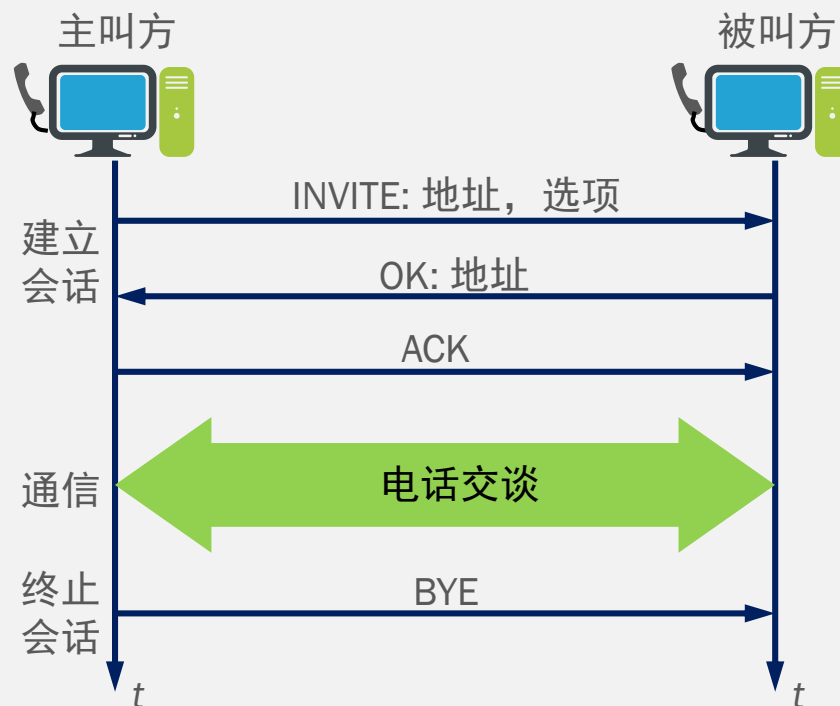 主叫方
被叫方
INVITE: 地址，选项
建立
会话
OK: 地址
ACK
通信
电话交谈
终止
会话
BYE
t
t